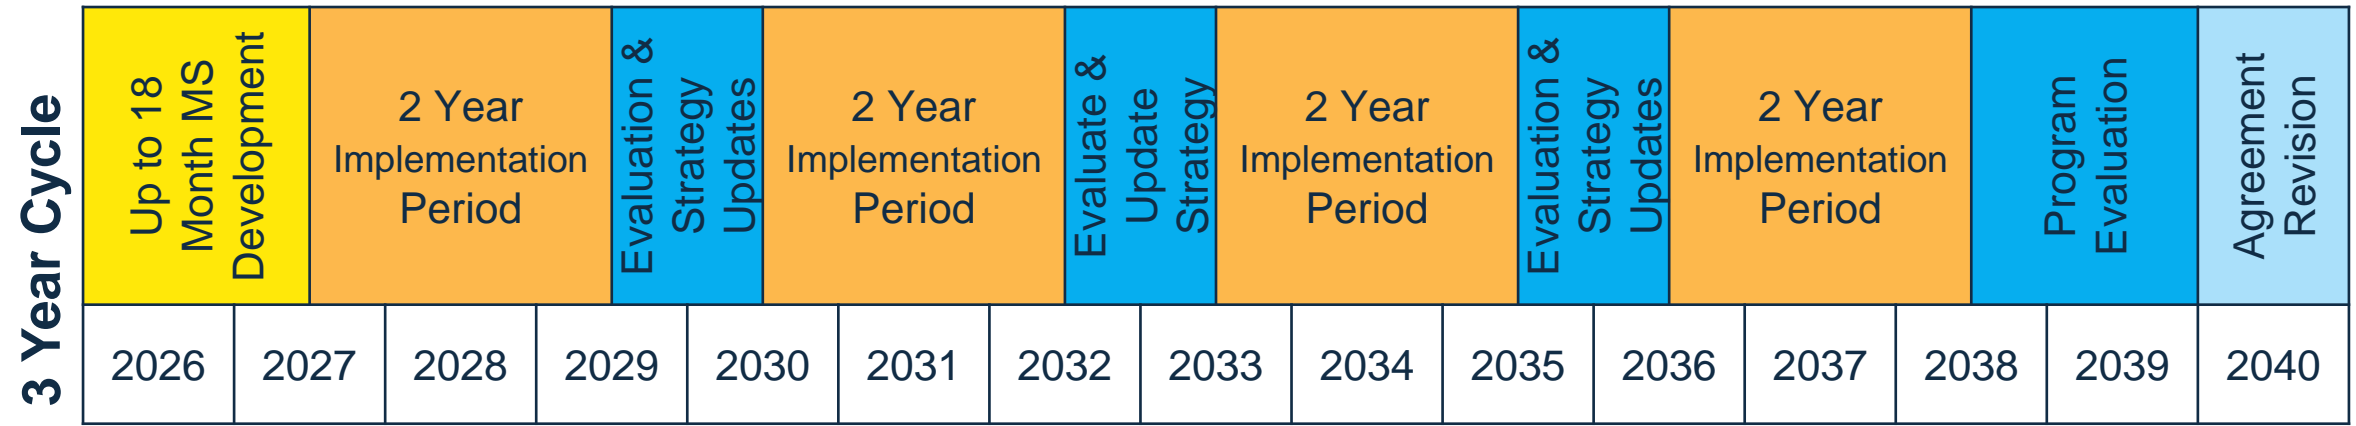 3 Year Cycle
Up to 18
Month MS
Development
2 Year
Implementation
Period
Evaluation &
Strategy
Updates
2 Year
Implementation
Period
Evaluate &
Update
Strategy
2 Year
Implementation
Period
Evaluation &
Strategy
Updates
2 Year
Implementation
Period
Program
Evaluation
Agreement
Revision
2026 2027 2028 2029 2030 2031 2032 2033 2034 2035 2036 2037 2038 2039 2040